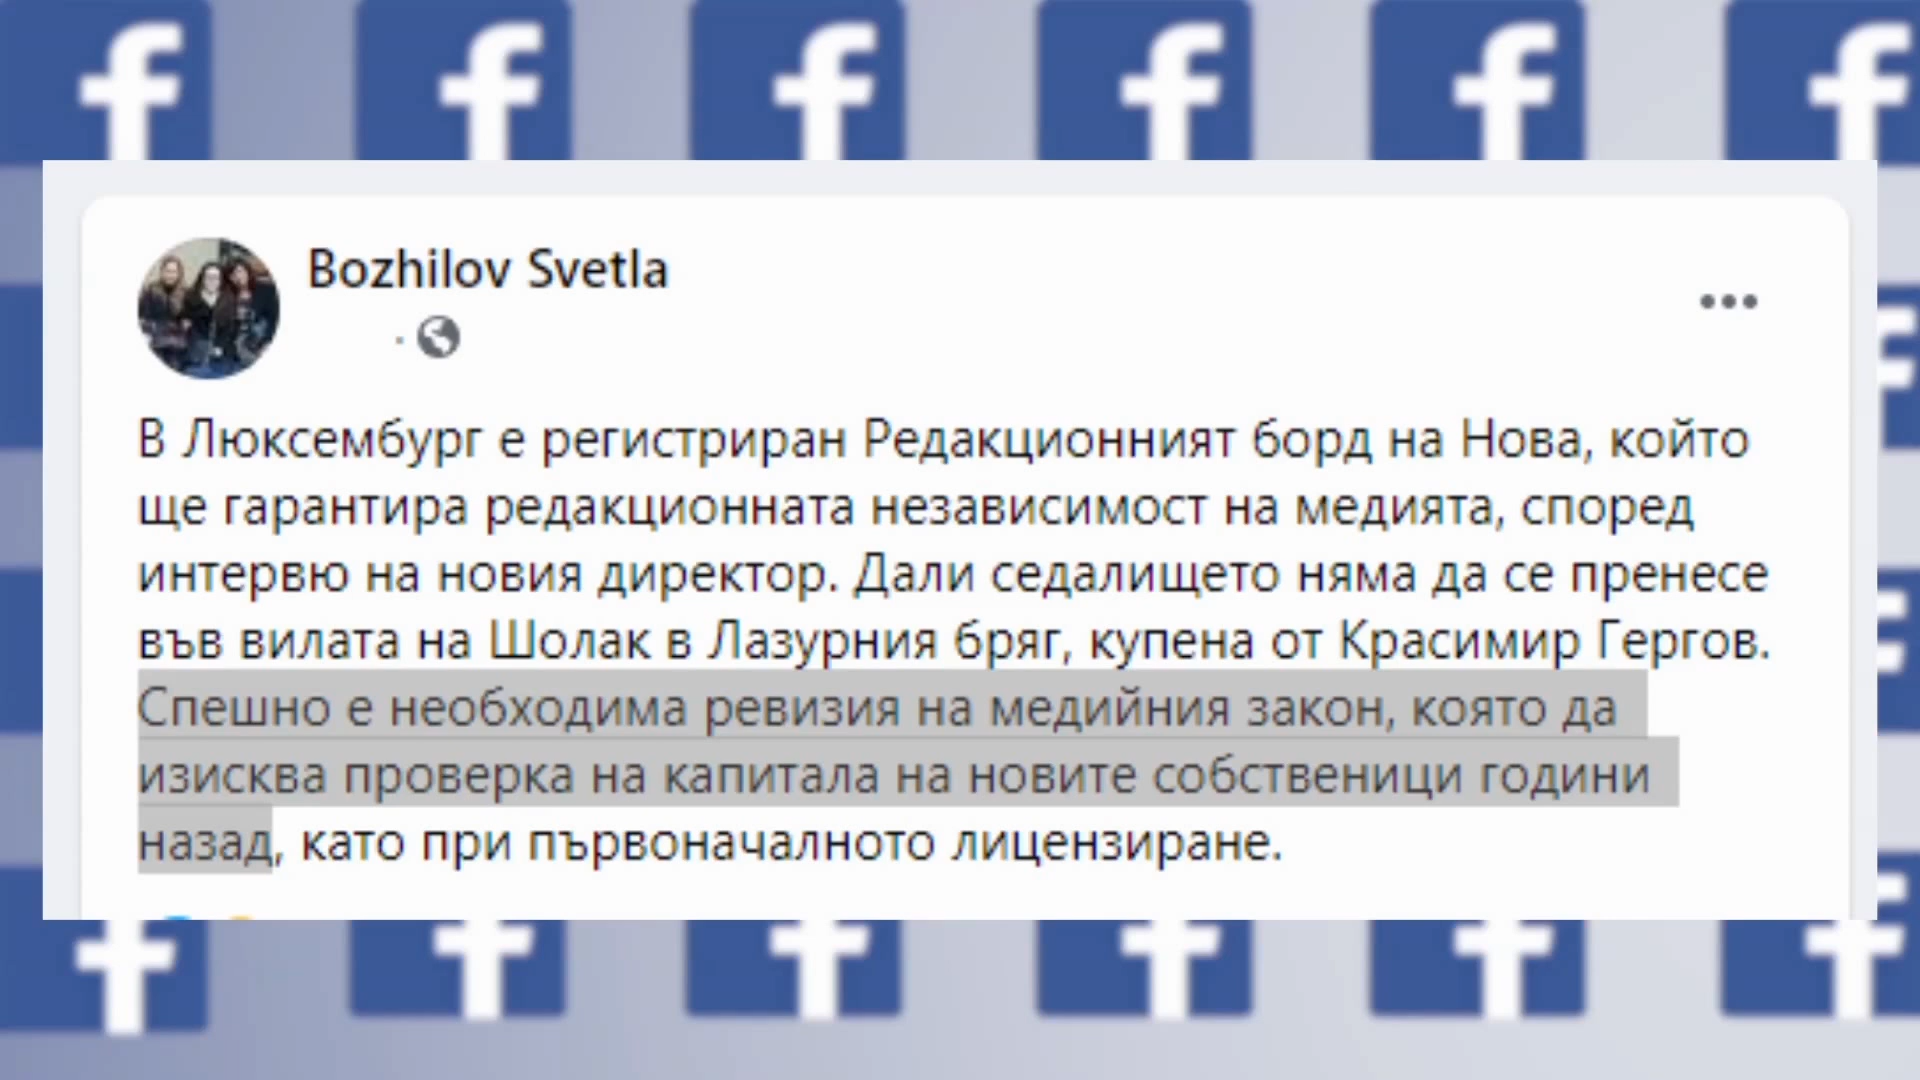 Bozhilov Svetla
В Люксембург е регистриран Редакционният борд на Нова, който
ще гарантира редакционната независимост на медията, според
интервю на новия директор. Дали седалището няма да се пренесе
във вилата на Шолак в Лазурния бряг, купена от Красимир Гергов.
Спешно е необходима ревизия на медийния закон, която да
изисква проверка на капитала на новите собственици години
назад, като при първоначалното лицензиране.